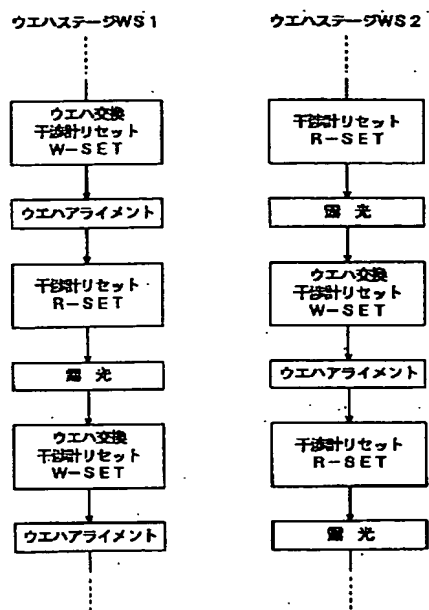 ウエハステージWS1
ウエハ交換
干渉計リセット
W-SET
ウエハアライメント
干渉計リセット
R-SET
露 光
ウエハ交換
干渉計リセット
W-SET
ウエハアライメント
ウエハステージWS2
干渉計リセット
R-SET
露 光
ウエハ交換
干渉計リセット
W-SET
ウエハアライメント
干渉計リセット
R-SET
露 光